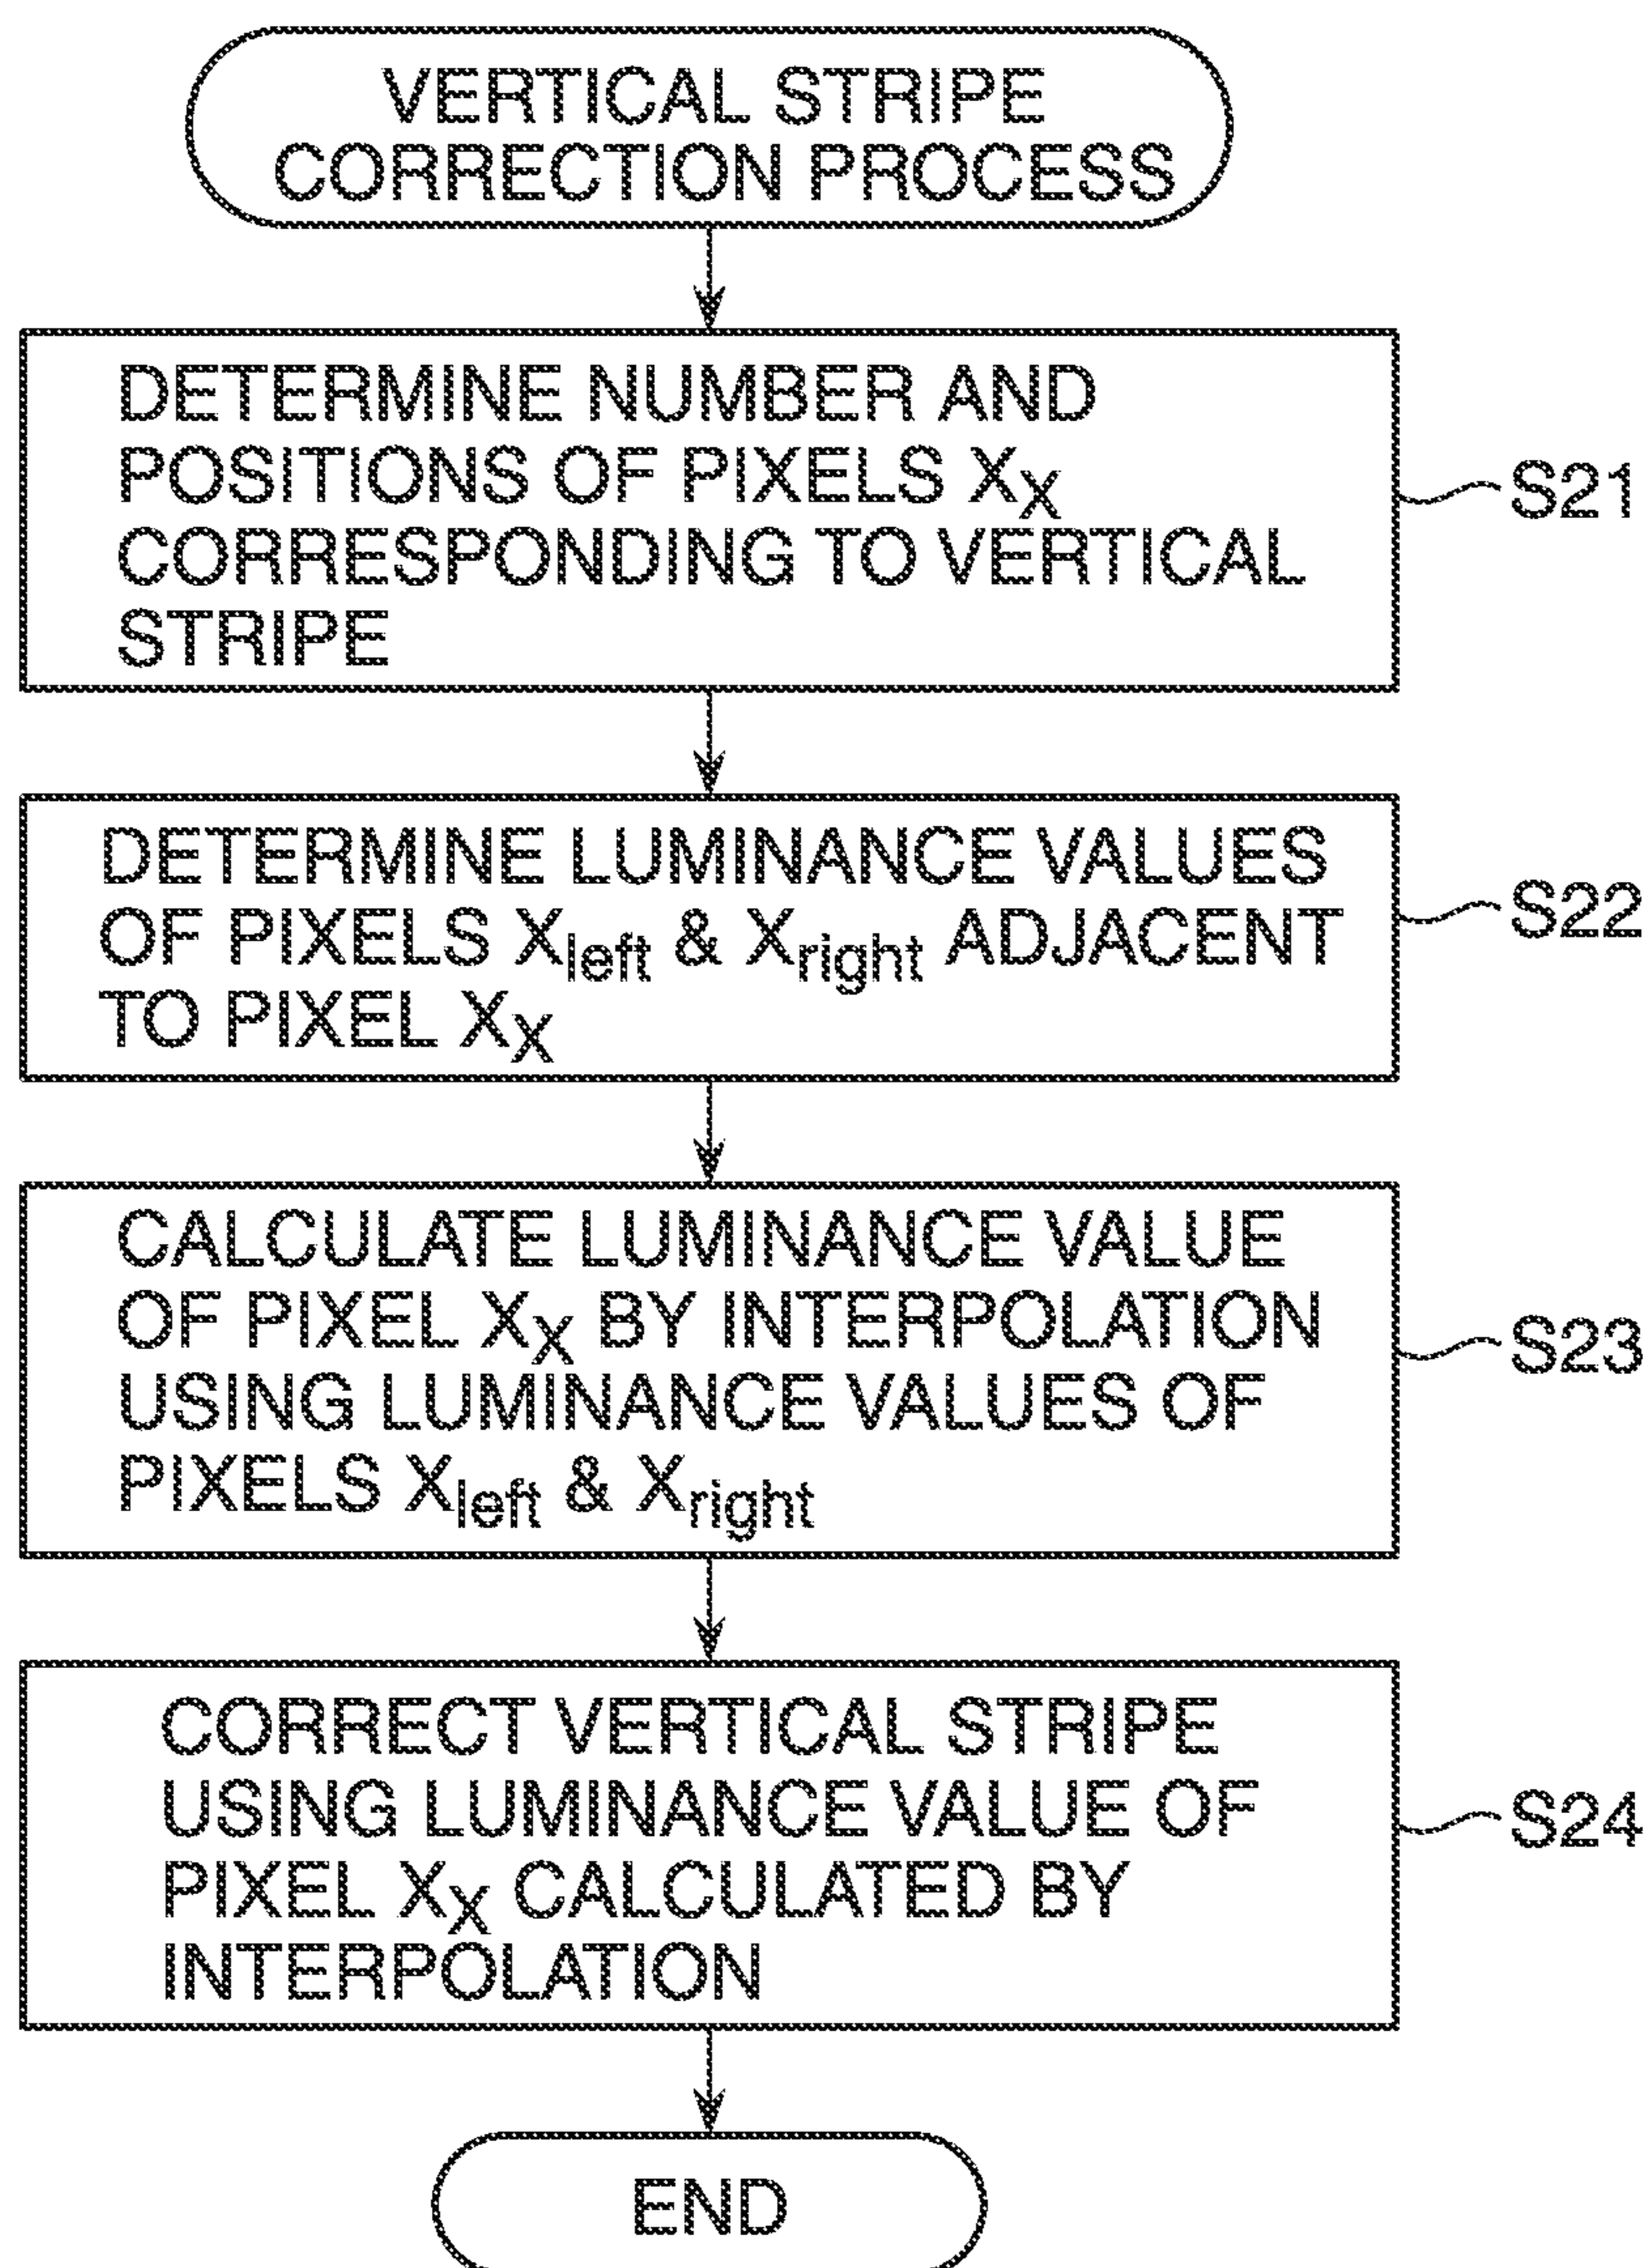 VERTICAL STRIPE
CORRECTION PROCESS
DETERMINE NUMBER AND
POSITIONS OF PIXELS XX
CORRESPONDING TO VERTICAL
STRIPE
S21
DETERMINE LUMINANCE VALUES
OF PIXELS Xleft & Xright ADJACENT
TO PIXEL XX
S22
CALCULATE LUMINANCE VALUE
OF PIXEL XX BY INTERPOLATION
USING LUMINANCE VALUES OF
PIXELS Xleft & Xright
S23
CORRECT VERTICAL STRIPE
USING LUMINANCE VALUE OF
PIXEL XX CALCULATED BY
INTERPOLATION
S24
END